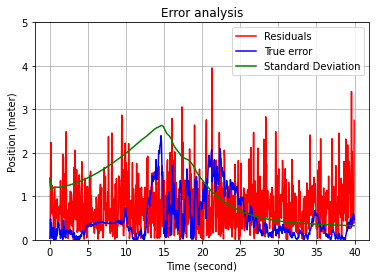 Error analysis
Residuals
True error
Standard Deviation
Position (meter)
5
4
3
2
1
0
0 5 10 15 20 25 30 35 40
Time (second)